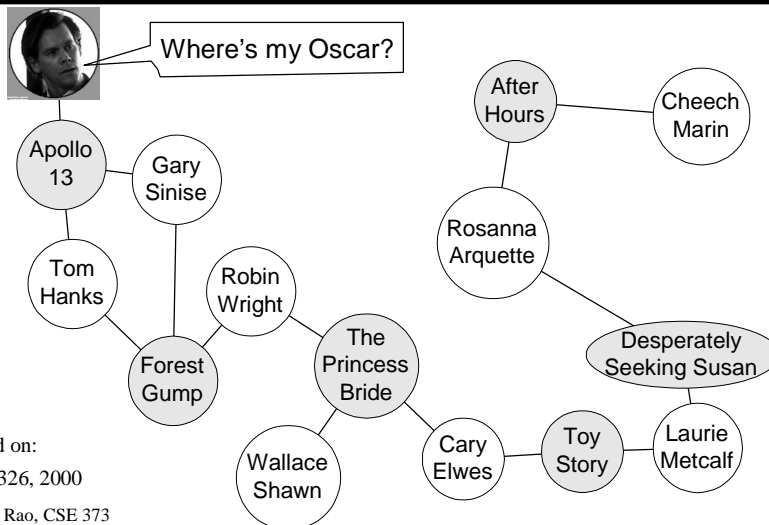 Where's my Oscar?
After
Hours
Cheech
Marin
Apollo
13
Gary
Sinise
Rosanna
Arquette
Tom
Hanks
Robin
Wright
The
Princess
Bride
Desperately
Seeking Susan
Forest
Gump
Wallace
Shawn
Cary
Elwes
Toy
Story
Laurie
Metcalf
d on:
326, 2000
Rao, CSE 373